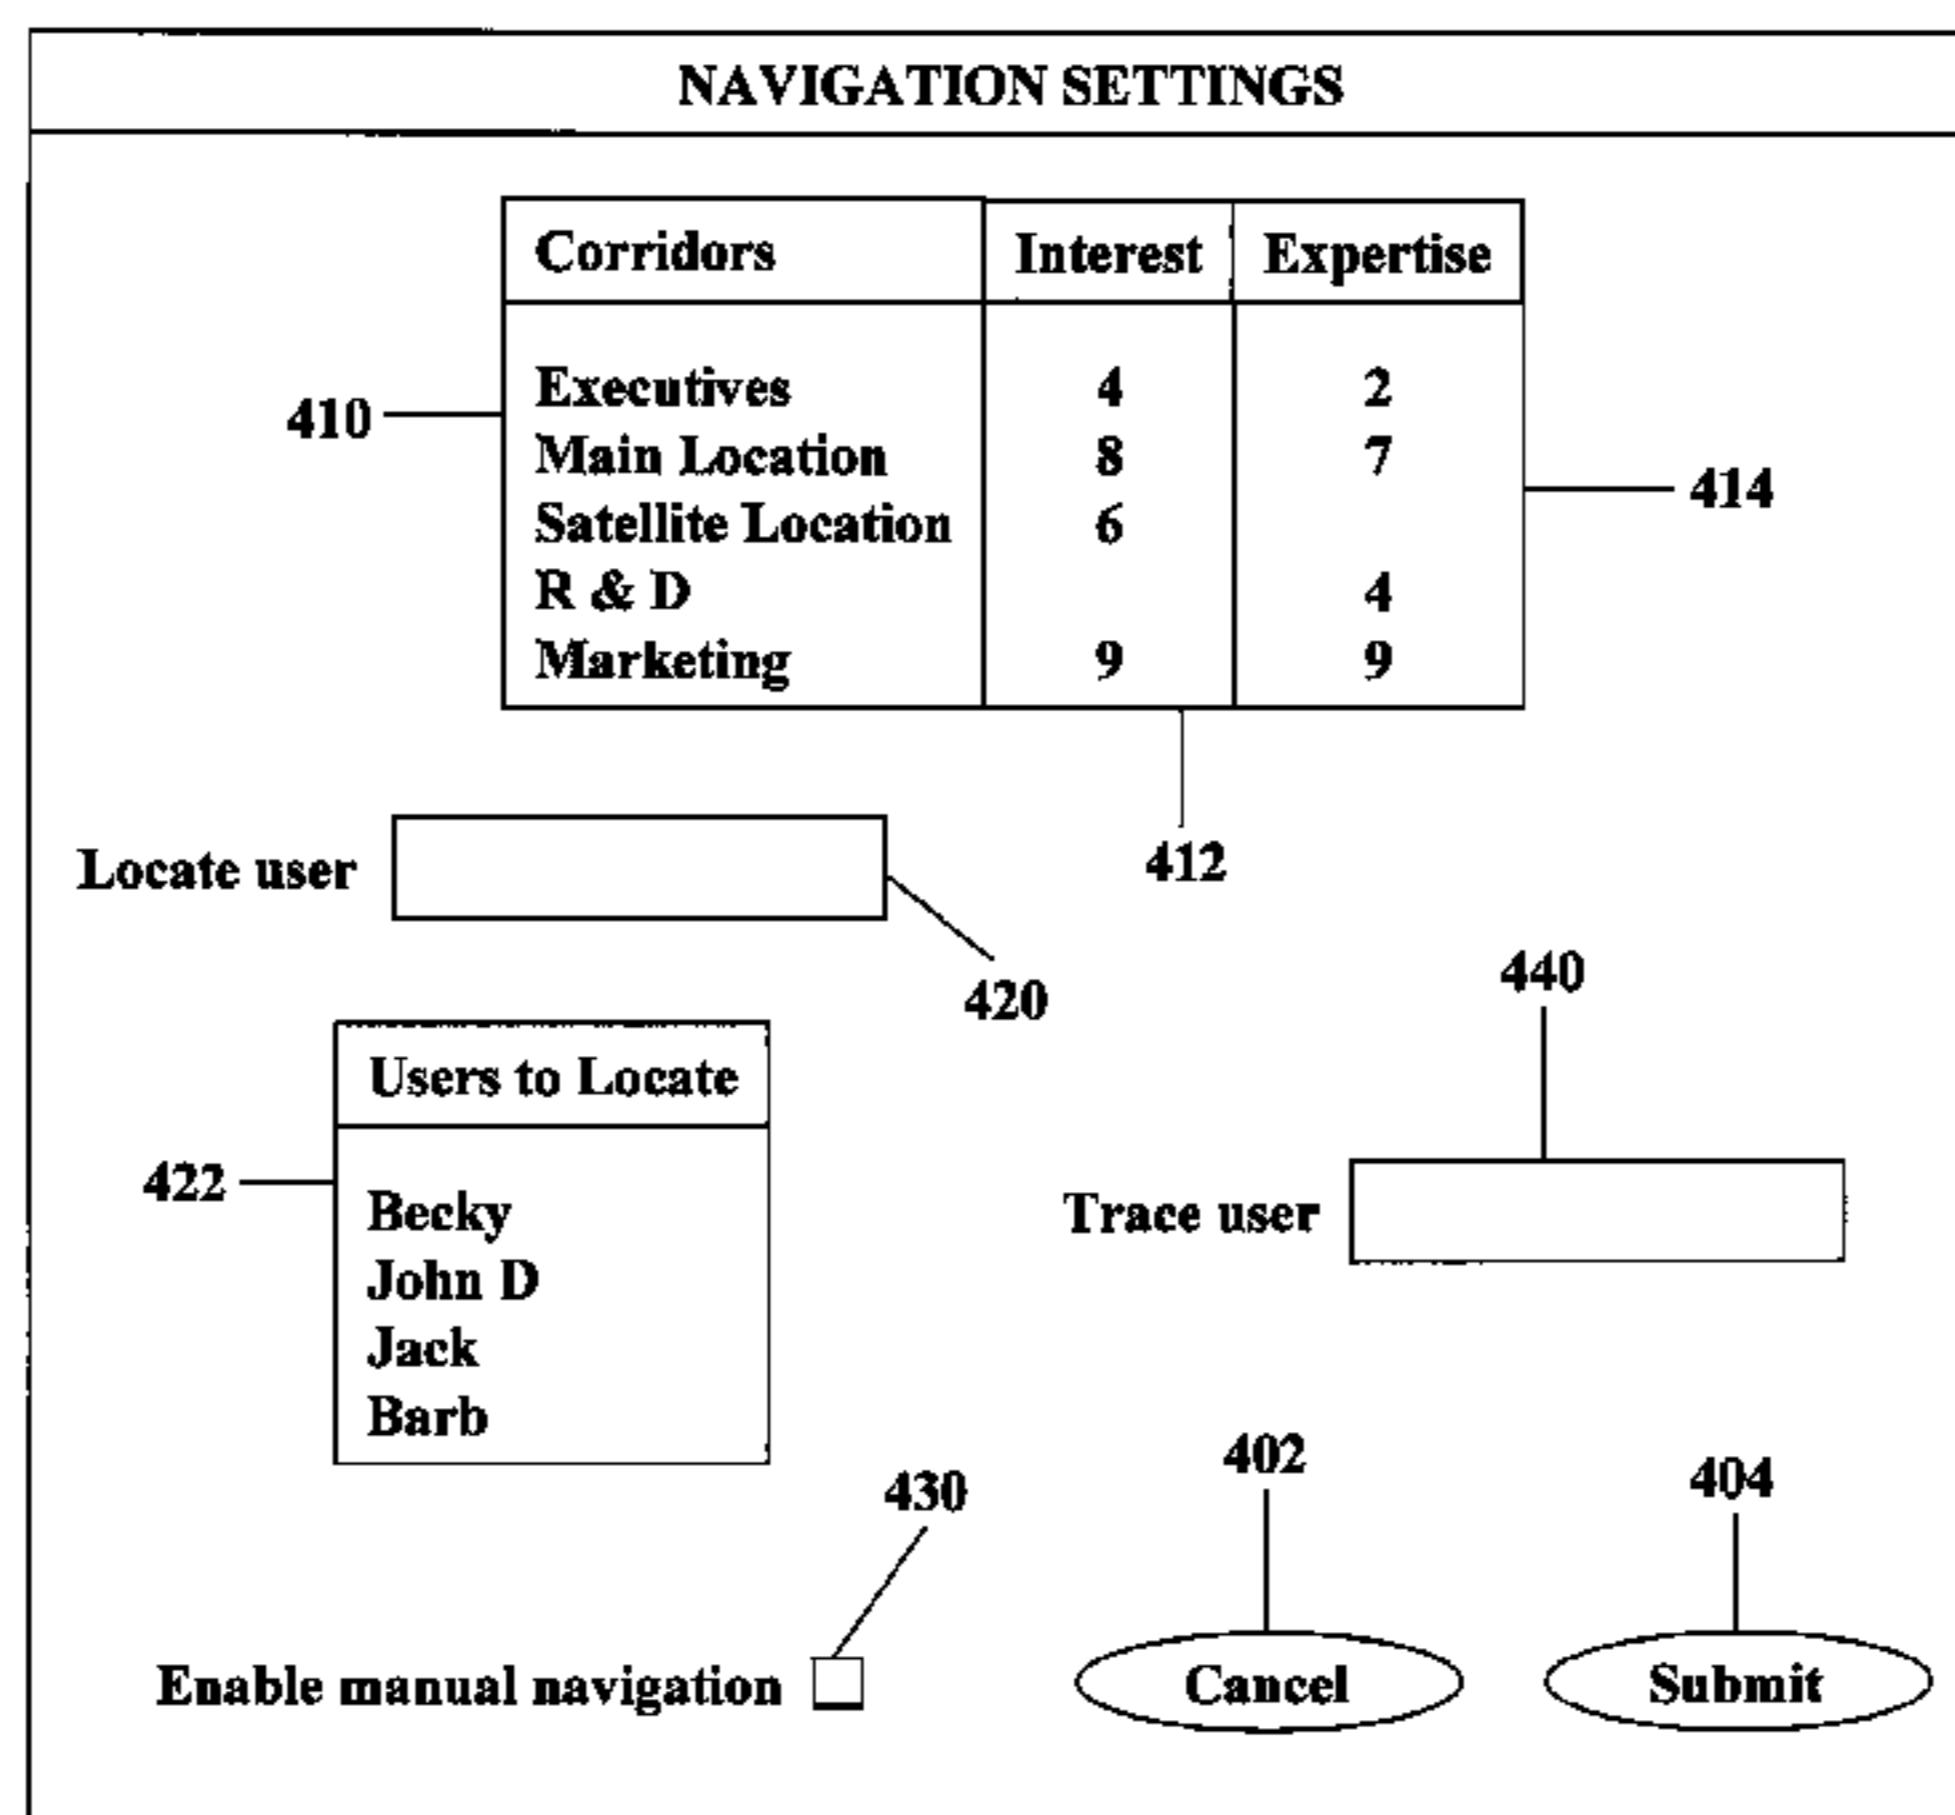 NAVIGATION SETTINGS
Corridors Interest Expertise
Executives 4 2
410
Main Location 8 7
414
Satellite Location 6
R & D 4
Marketing 9 9
412
Locate user
420
440
Users to Locate
422
Becky
Trace user
John D
Jack
Barb
402
404
430
Enable manual navigation
Cancel
Submit